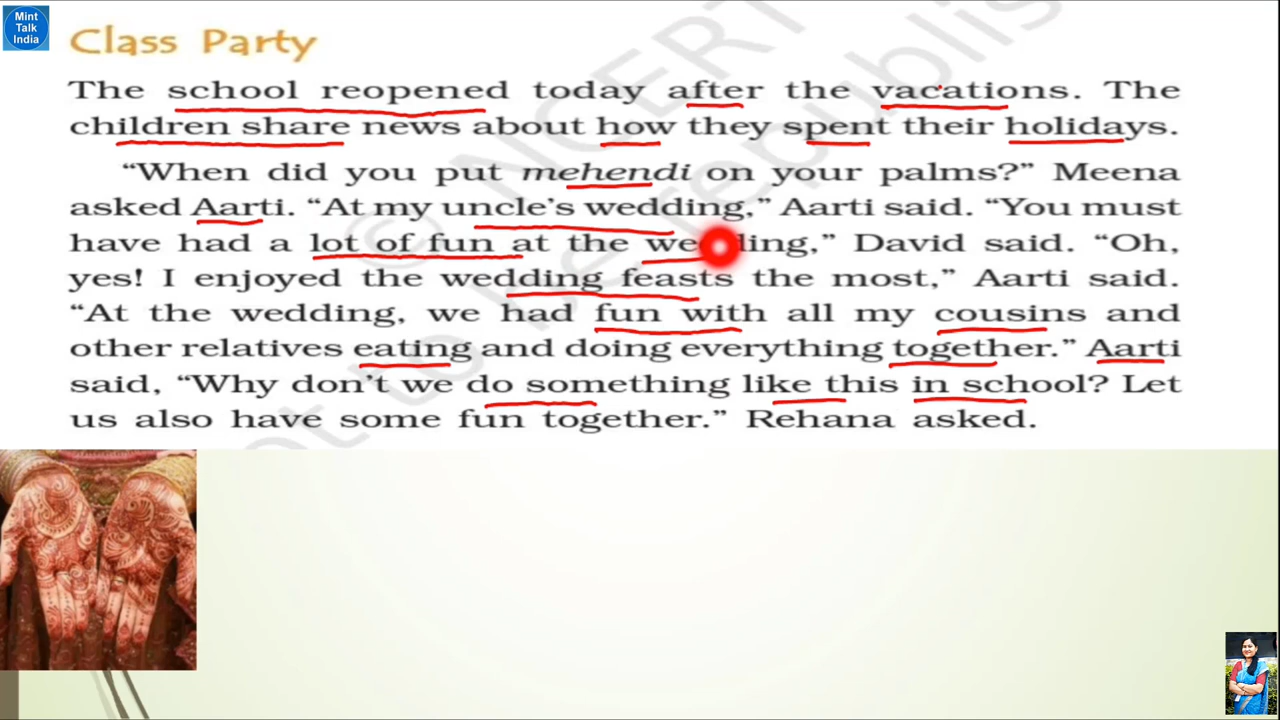 Mint
Talk
India
Class Party
The school reopened today after the vacations. The
children share news about how they spent their holidays.
“When did you put mehendi on your palms?” Meena
asked Aarti. “At my uncle’s wedding,” Aarti said. “You must
have had a lot of fun at the wedding,” David said. “Oh,
yes! I enjoyed the wedding feasts the most,” Aarti said.
“At the wedding, we had fun with all my cousins and
other relatives eating and doing everything together.” Aarti
said, “Why don’t we do something like this in school? Let
us also have some fun together.” Rehana asked.
© NCERT
not to be republis